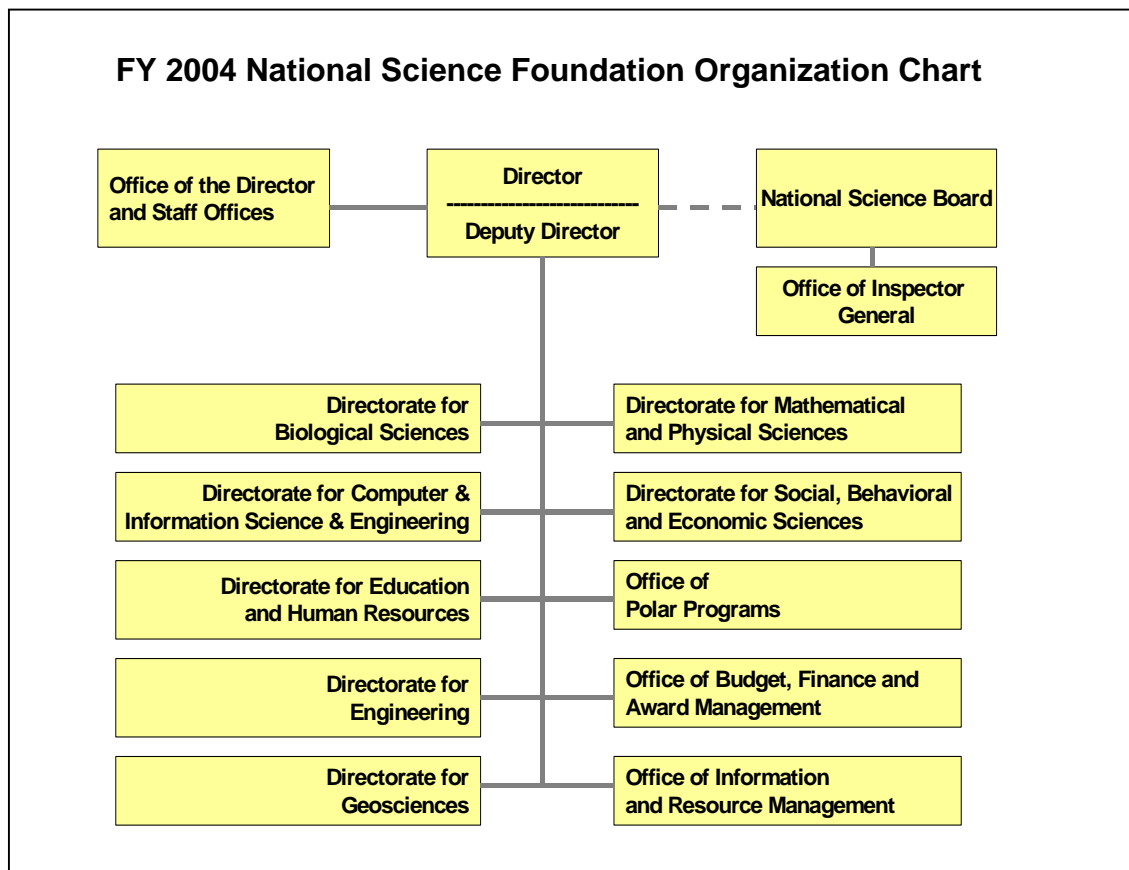 FY 2004 National Science Foundation Organization Chart
Office of the Director
and Staff Offices
Director
----------------------------
Deputy Director
National Science Board
Office of Inspector
General
Directorate for
Biological Sciences
Directorate for Mathematical
and Physical Sciences
Directorate for Computer &
Information Science & Engineering
Directorate for Social, Behavioral
and Economic Sciences
Directorate for Education
and Human Resources
Office of
Polar Programs
Directorate for
Engineering
Office of Budget, Finance and
Award Management
Directorate for
Geosciences
Office of Information
and Resource Management